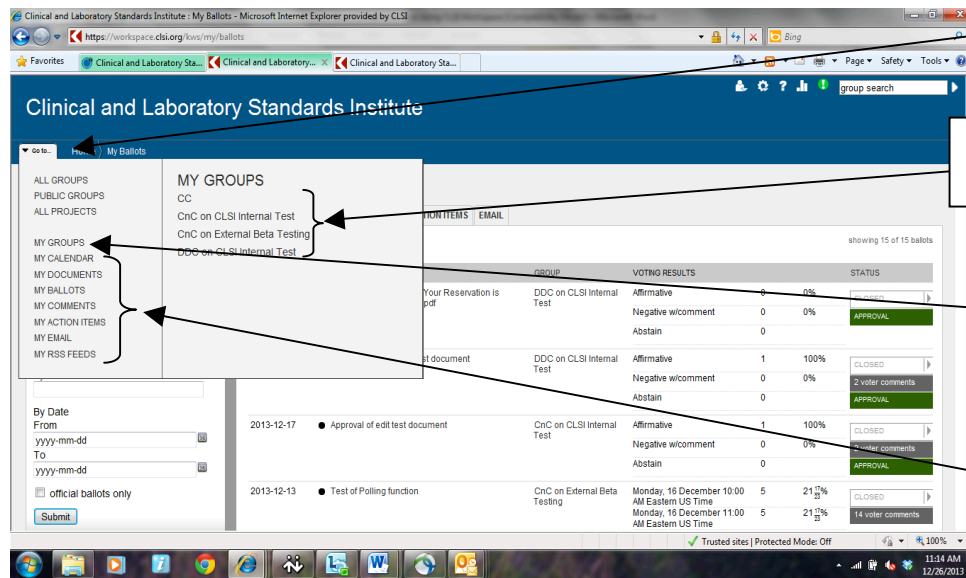 Clinical and Laboratory Standards Institute : My Ballots - Microsoft Internet Explorer provided by CLSI
https://workspace.clsi.org/kws/my/ballots
Bing
Favorites
Clinical and Laboratory Sta...
Clinical and Laboratory...
Clinical and Laboratory Sta...
Page
Safety
Tools
group search
Clinical and Laboratory Standards Institute
Go to...
Home
My Ballots
ALL GROUPS
PUBLIC GROUPS
ALL PROJECTS
MY GROUPS
MY CALENDAR
MY DOCUMENTS
MY BALLOTS
MY COMMENTS
MY ACTION ITEMS
MY EMAIL
MY RSS FEEDS
MY GROUPS
CC
CnC on CLSI Internal Test
CnC on External Beta Testing
DDC on CLSI Internal Test
ITEMS EMAIL
showing 15 of 15 ballots
GROUP VOTING RESULTS STATUS
Your Reservation is
pdf
DDC on CLSI Internal
Test
Affirmative 0 0%
Negative w/comment 0 0%
Abstain 0
CLOSED
APPROVAL
document
DDC on CLSI Internal
Test
Affirmative 1 100%
Negative w/comment 0 0%
Abstain 0
CLOSED
2 voter comments
APPROVAL
By Date
From
yyyy-mm-dd
To
yyyy-mm-dd
official ballots only
Submit
2013-12-17 Approval of edit test document
CnC on CLSI Internal
Test
Affirmative 1 100%
Negative w/comment 0 0%
Abstain 0
CLOSED
2 voter comments
APPROVAL
2013-12-13 Test of Polling function
CnC on External Beta
Testing
Monday, 16 December 10:00
AM Eastern US Time
5 21 17/23%
Monday, 16 December 11:00
AM Eastern US Time
5 21 17/23%
CLOSED
14 voter comments
Trusted sites | Protected Mode: Off
100%
11:14 AM
12/26/2013